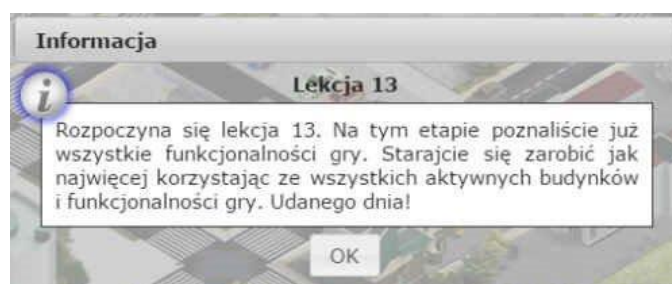 Informacja
i
Lekcja 13
Rozpoczyna się lekcja 13. Na tym etapie poznaliście już
wszystkie funkcjonalności gry. Starajcie się zarobić jak
najwięcej korzystając ze wszystkich aktywnych budynków
i funkcjonalności gry. Udanego dnia!
OK